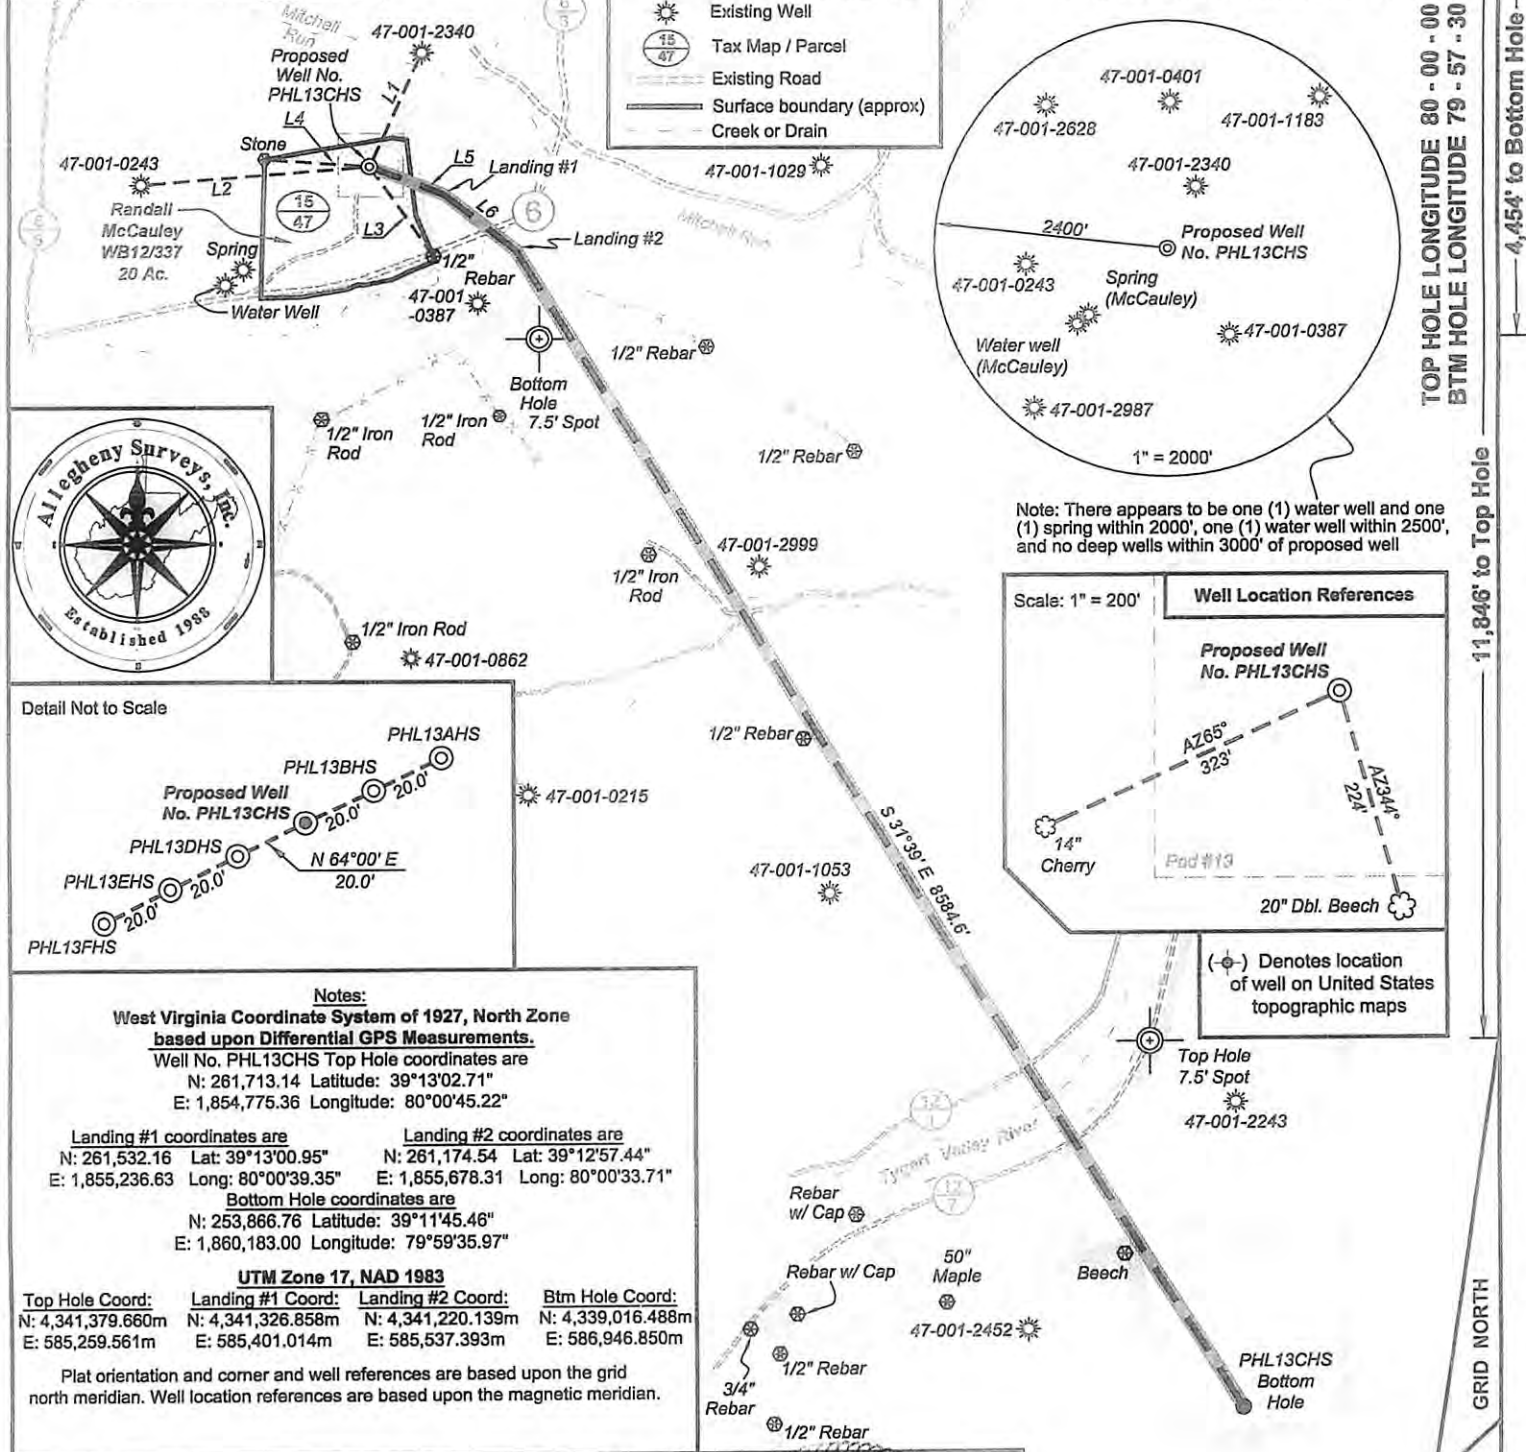 Mitchell
Run
47-001-2340
Proposed
Well No.
PHL13CHS
L1
L4
Stone
47-001-0243
L2
L5
Landing #1
L6
6
L3
Landing #2
15
47
Randall
McCauley
WB12/337
20 Ac.
Spring
Water Well
1/2"
Rebar
47-001
-0387
Bottom
Hole
7.5' Spot
1/2" Rebar
Mitchell Run
Existing Well
15
47
Tax Map / Parcel
Existing Road
Surface boundary (approx)
Creek or Drain
47-001-1029
47-001-0401
47-001-2628
47-001-1183
47-001-2340
2400'
Proposed Well
No. PHL13CHS
47-001-0243
Spring
(McCauley)
47-001-0387
Water well
(McCauley)
47-001-2987
1" = 2000'
Note: There appears to be one (1) water well and one
(1) spring within 2000', one (1) water well within 2500',
and no deep wells within 3000' of proposed well
TOP HOLE LONGITUDE 80 - 00 - 00
BTM HOLE LONGITUDE 79 - 57 - 30
4,454' to Bottom Hole
11,846' to Top Hole
Allegheny Surveys, Inc.
Established 1988
1/2" Iron
Rod
1/2" Iron
Rod
1/2" Rebar
47-001-2999
1/2" Iron
Rod
1/2" Iron Rod
47-001-0862
Scale: 1" = 200'
Well Location References
Proposed Well
No. PHL13CHS
AZ65°
323'
AZ344°
224'
14"
Cherry
Pad #13
20" Dbl. Beech
Denotes location
of well on United States
topographic maps
Detail Not to Scale
PHL13AHS
PHL13BHS
20.0'
Proposed Well
No. PHL13CHS
20.0'
PHL13DHS
N 64°00' E
20.0'
PHL13EHS
20.0'
20.0'
PHL13FHS
47-001-0215
1/2" Rebar
47-001-1053
S 31°39' E 8584.6'
Top Hole
7.5' Spot
47-001-2243
12
1
Tygart Valley River
12
7
Rebar
w/ Cap
Rebar w/ Cap
50"
Maple
Beech
47-001-2452
1/2" Rebar
3/4"
Rebar
1/2" Rebar
PHL13CHS
Bottom
Hole
GRID NORTH
Notes:
West Virginia Coordinate System of 1927, North Zone
based upon Differential GPS Measurements.
Well No. PHL13CHS Top Hole coordinates are
N: 261,713.14 Latitude: 39°13'02.71"
E: 1,854,775.36 Longitude: 80°00'45.22"
Landing #1 coordinates are
N: 261,532.16 Lat: 39°13'00.95"
E: 1,855,236.63 Long: 80°00'39.35"
Landing #2 coordinates are
N: 261,174.54 Lat: 39°12'57.44"
E: 1,855,678.31 Long: 80°00'33.71"
Bottom Hole coordinates are
N: 253,866.76 Latitude: 39°11'45.46"
E: 1,860,183.00 Longitude: 79°59'35.97"
UTM Zone 17, NAD 1983
Top Hole Coord:
N: 4,341,379.660m
E: 585,259.561m
Landing #1 Coord:
N: 4,341,326.858m
E: 585,401.014m
Landing #2 Coord:
N: 4,341,220.139m
E: 585,537.393m
Btm Hole Coord:
N: 4,339,016.488m
E: 586,946.850m
Plat orientation and corner and well references are based upon the grid
north meridian. Well location references are based upon the magnetic meridian.